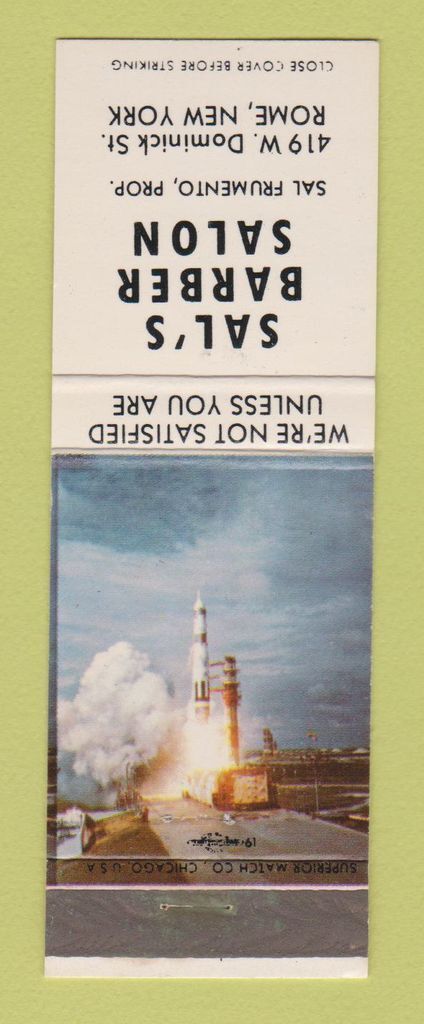 SUPERIOR MATCH CO., CHICAGO, U.S.A.
WE'RE NOT SATISFIED
UNLESS YOU ARE
SAL'S
BARBER
SALON
SAL FRUMENTO, PROP.
419 W. Dominick St.
ROME, NEW YORK
CLOSE COVER BEFORE STRIKING